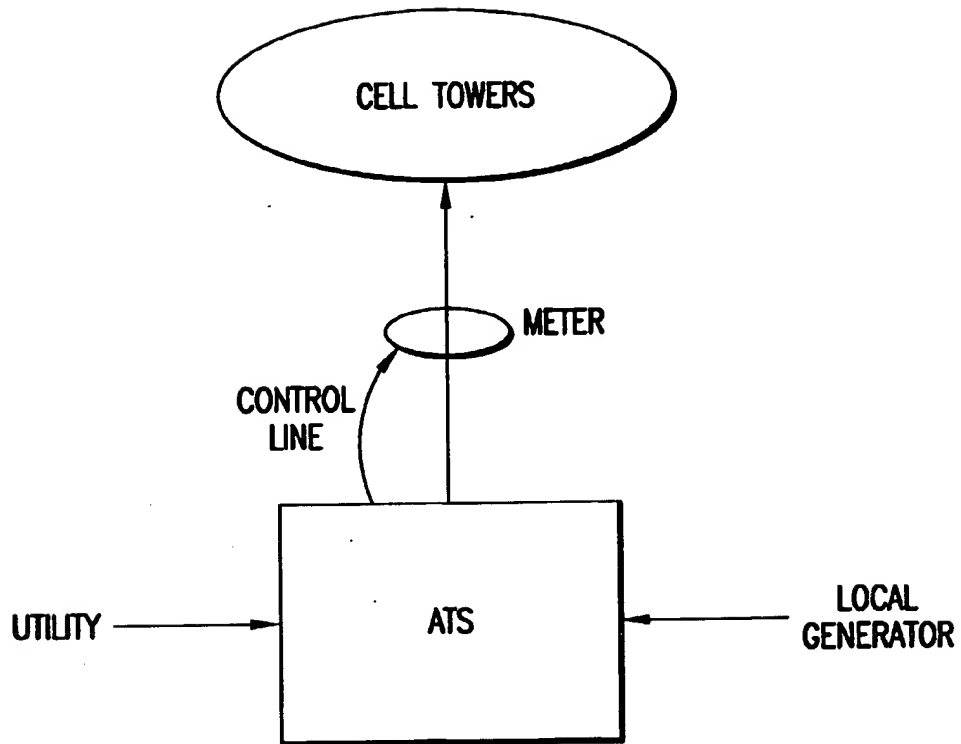 CELL TOWERS
METER
CONTROL
LINE
UTILITY
ATS
LOCAL
GENERATOR